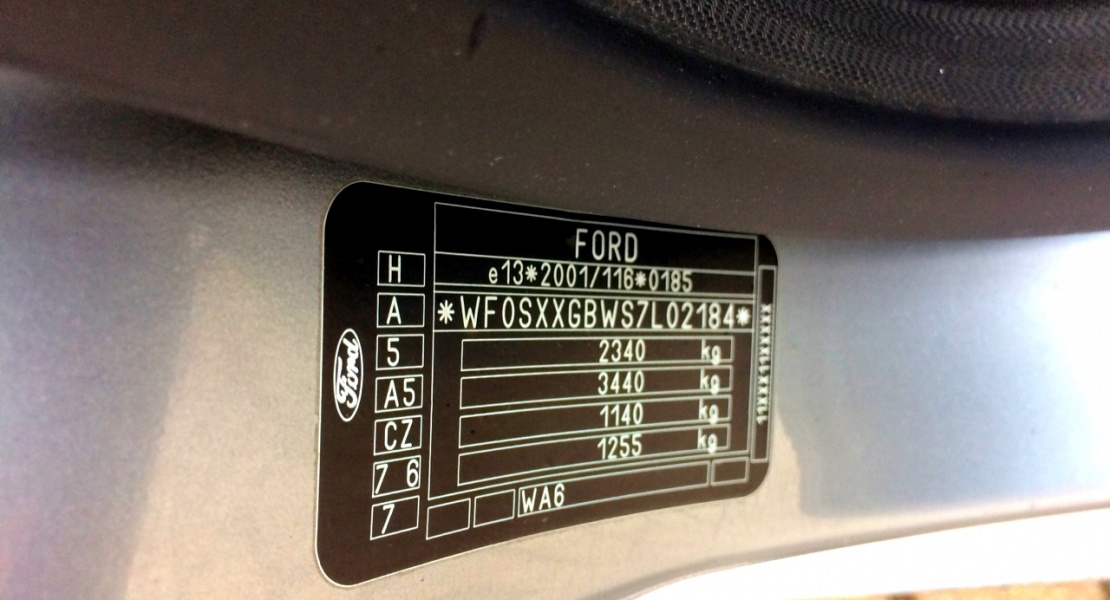 FORD
e13*2001/116*0185
*WF0SXXGBWS7L02184*
2340 kg
3440 kg
1140 kg
1255 kg
WA6
H
A
5
A5
CZ
7 6
7
Ford
11XXX11XXXXXX